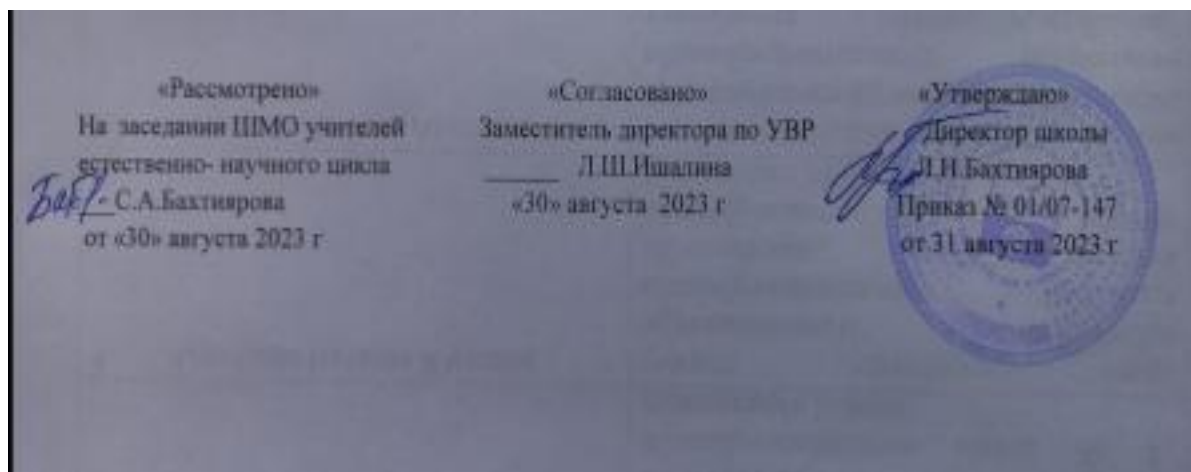 «Рассмотрено»
На заседании ШМО учителей
естественно- научного цикла
С.А.Бахтиярова
от «30» августа 2023 г
«Согласовано»
Заместитель директора по УВР
______ Л.Ш.Ишалина
«30» августа 2023 г
«Утверждаю»
Директор школы
Л.И.Бахтиярова
Приказ № 01/07-147
от 31 августа 2023 г